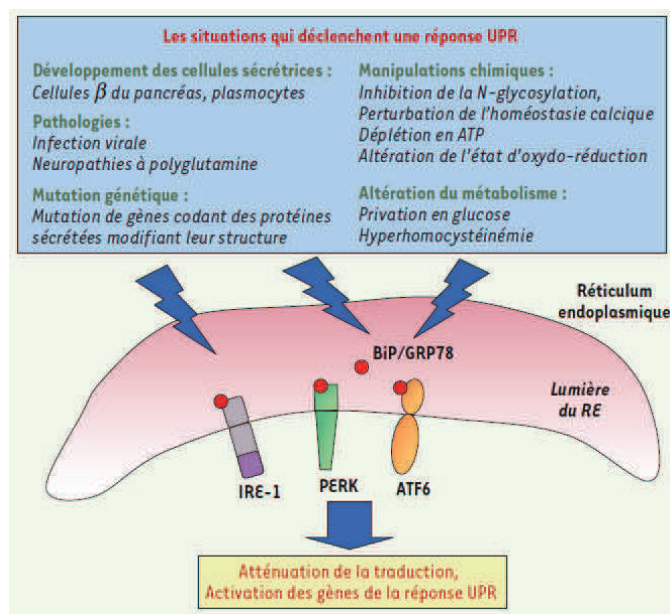 Les situations qui déclenchent une réponse UPR
Développement des cellules sécrétrices :
Cellules β du pancréas, plasmocytes
Pathologies :
Infection virale
Neuropathies à polyglutamine
Mutation génétique :
Mutation de gènes codant des protéines
sécrétées modifiant leur structure
Manipulations chimiques :
Inhibition de la N-glycosylation,
Perturbation de l'homéostasie calcique
Déplétion en ATP
Altération de l'état d'oxydo-réduction
Altération du métabolisme :
Privation en glucose
Hyperhomocystéinémie
Réticulum
endoplasmique
BiP/GRP78
Lumière
du RE
IRE-1
PERK
ATF6
Atténuation de la traduction,
Activation des gènes de la réponse UPR